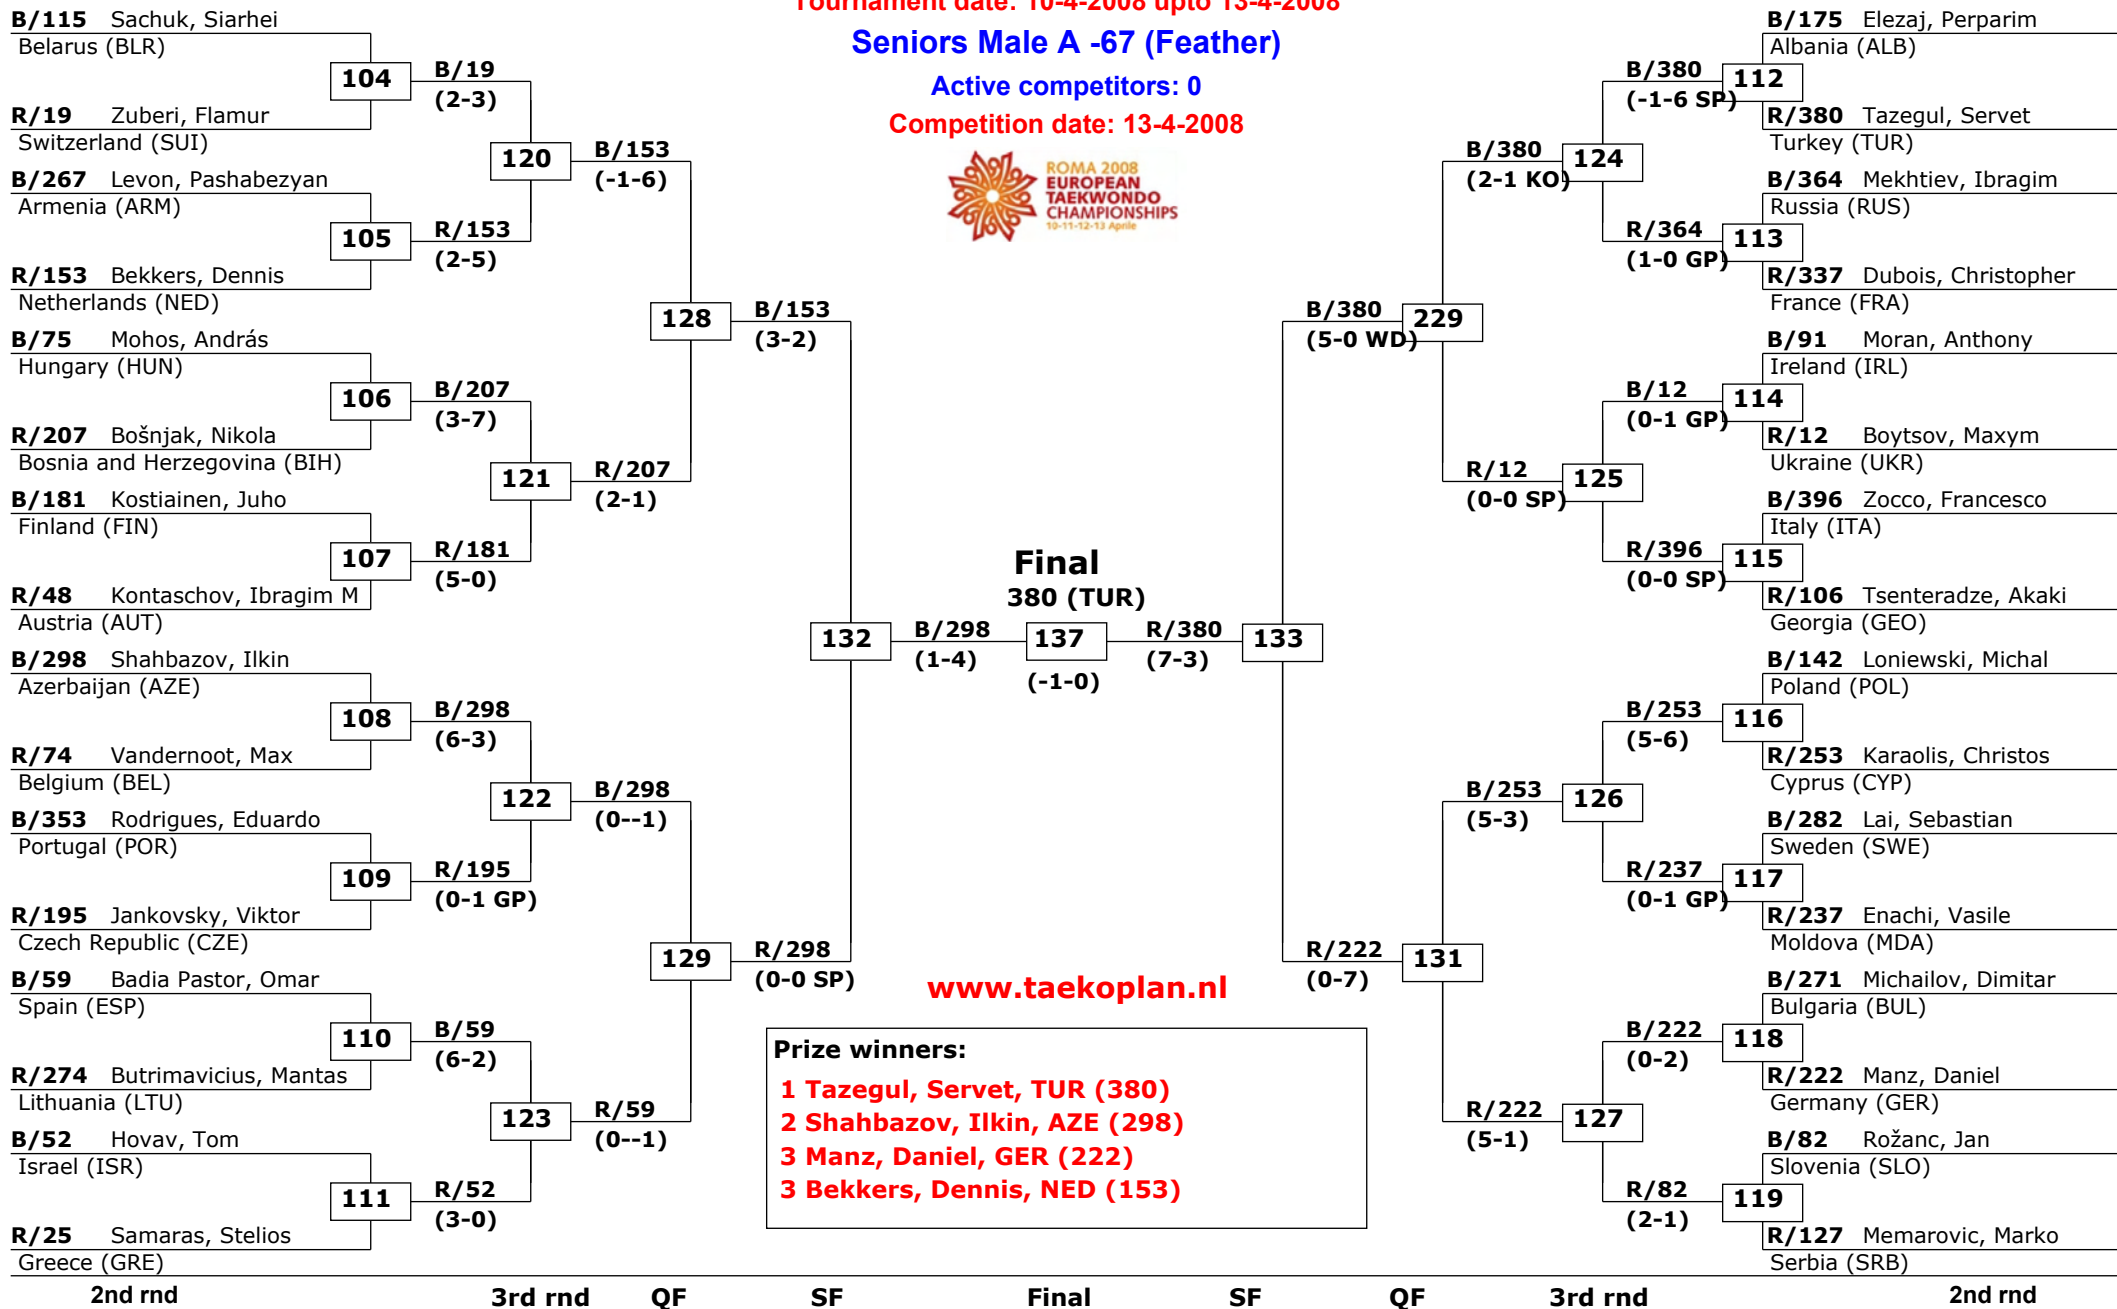 Tournament date: 10-4-2008 upto 13-4-2008
Seniors Male A -67 (Feather)
Active competitors: 0
Competition date: 13-4-2008
ROMA 2008
EUROPEAN
TAEKWONDO
CHAMPIONSHIPS
10-11-12-13 Aprile
B/115 Sachuk, Siarhei
Belarus (BLR)
104
R/19 Zuberi, Flamur
Switzerland (SUI)
B/267 Levon, Pashabezyan
Armenia (ARM)
105
R/153 Bekkers, Dennis
Netherlands (NED)
B/75 Mohos, András
Hungary (HUN)
106
R/207 Bošnjak, Nikola
Bosnia and Herzegovina (BIH)
B/181 Kostiainen, Juho
Finland (FIN)
107
R/48 Kontaschov, Ibragim M
Austria (AUT)
B/298 Shahbazov, Ilkin
Azerbaijan (AZE)
108
R/74 Vandernoot, Max
Belgium (BEL)
B/353 Rodrigues, Eduardo
Portugal (POR)
109
R/195 Jankovsky, Viktor
Czech Republic (CZE)
B/59 Badia Pastor, Omar
Spain (ESP)
110
R/274 Butrimavicius, Mantas
Lithuania (LTU)
B/52 Hovav, Tom
Israel (ISR)
111
R/25 Samaras, Stelios
Greece (GRE)
B/19
(2-3)
120
R/153
(2-5)
B/207
(3-7)
121
R/181
(5-0)
B/298
(6-3)
122
R/195
(0-1 GP)
B/59
(6-2)
123
R/52
(3-0)
B/153
(-1-6)
128
R/207
(2-1)
B/298
(0--1)
129
R/59
(0--1)
B/153
(3-2)
132
R/298
(0-0 SP)
Final
380 (TUR)
B/298
(1-4)
137
(-1-0)
R/380
(7-3)
133
B/380
(5-0 WD)
229
R/222
(0-7)
131
B/380
(2-1 KO)
124
R/12
(0-0 SP)
125
B/253
(5-3)
126
R/222
(5-1)
127
B/380
(-1-6 SP)
112
R/364
(1-0 GP)
113
B/12
(0-1 GP)
114
R/396
(0-0 SP)
115
B/253
(5-6)
116
R/237
(0-1 GP)
117
B/222
(0-2)
118
R/82
(2-1)
119
B/175 Elezaj, Perparim
Albania (ALB)
R/380 Tazegul, Servet
Turkey (TUR)
B/364 Mekhtiev, Ibragim
Russia (RUS)
R/337 Dubois, Christopher
France (FRA)
B/91 Moran, Anthony
Ireland (IRL)
R/12 Boytsov, Maxym
Ukraine (UKR)
B/396 Zocco, Francesco
Italy (ITA)
R/106 Tsenteradze, Akaki
Georgia (GEO)
B/142 Loniewski, Michal
Poland (POL)
R/253 Karaolis, Christos
Cyprus (CYP)
B/282 Lai, Sebastian
Sweden (SWE)
R/237 Enachi, Vasile
Moldova (MDA)
B/271 Michailov, Dimitar
Bulgaria (BUL)
R/222 Manz, Daniel
Germany (GER)
B/82 Rožanc, Jan
Slovenia (SLO)
R/127 Memarovic, Marko
Serbia (SRB)
www.taekoplan.nl
Prize winners:
1 Tazegul, Servet, TUR (380)
2 Shahbazov, Ilkin, AZE (298)
3 Manz, Daniel, GER (222)
3 Bekkers, Dennis, NED (153)
2nd rnd 3rd rnd QF SF Final SF QF 3rd rnd 2nd rnd